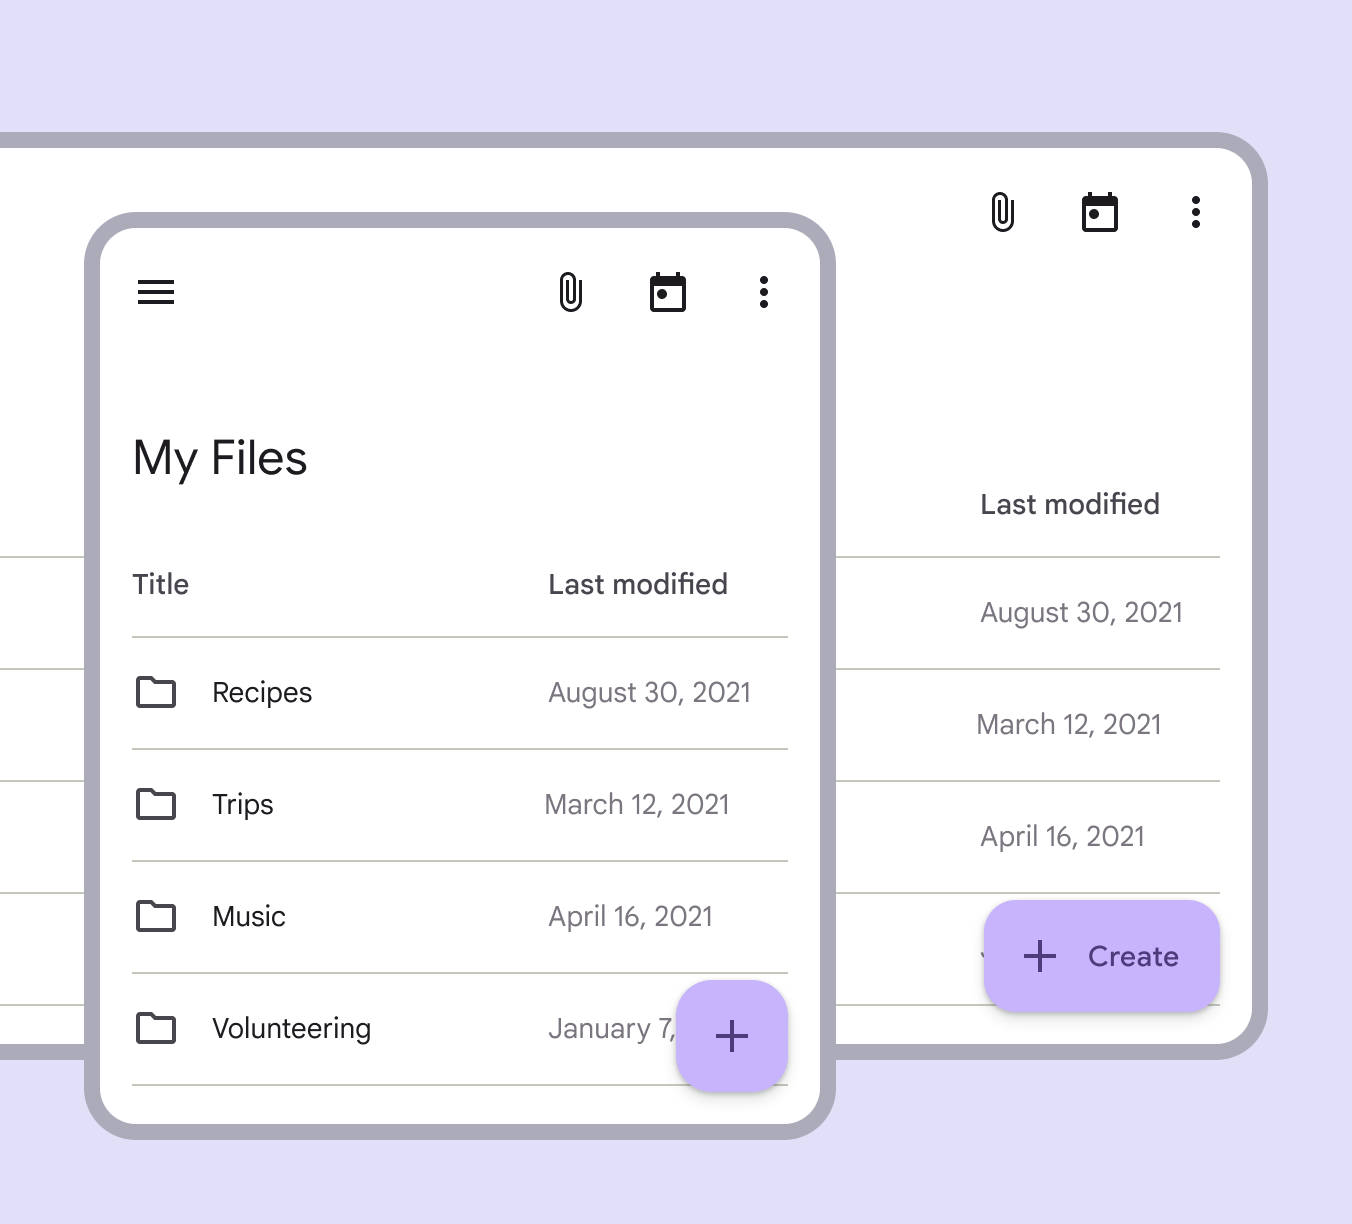 My Files
Title Last modified
Recipes August 30, 2021
Trips March 12, 2021
Music April 16, 2021
Volunteering January 7,
Last modified
August 30, 2021
March 12, 2021
April 16, 2021
Create